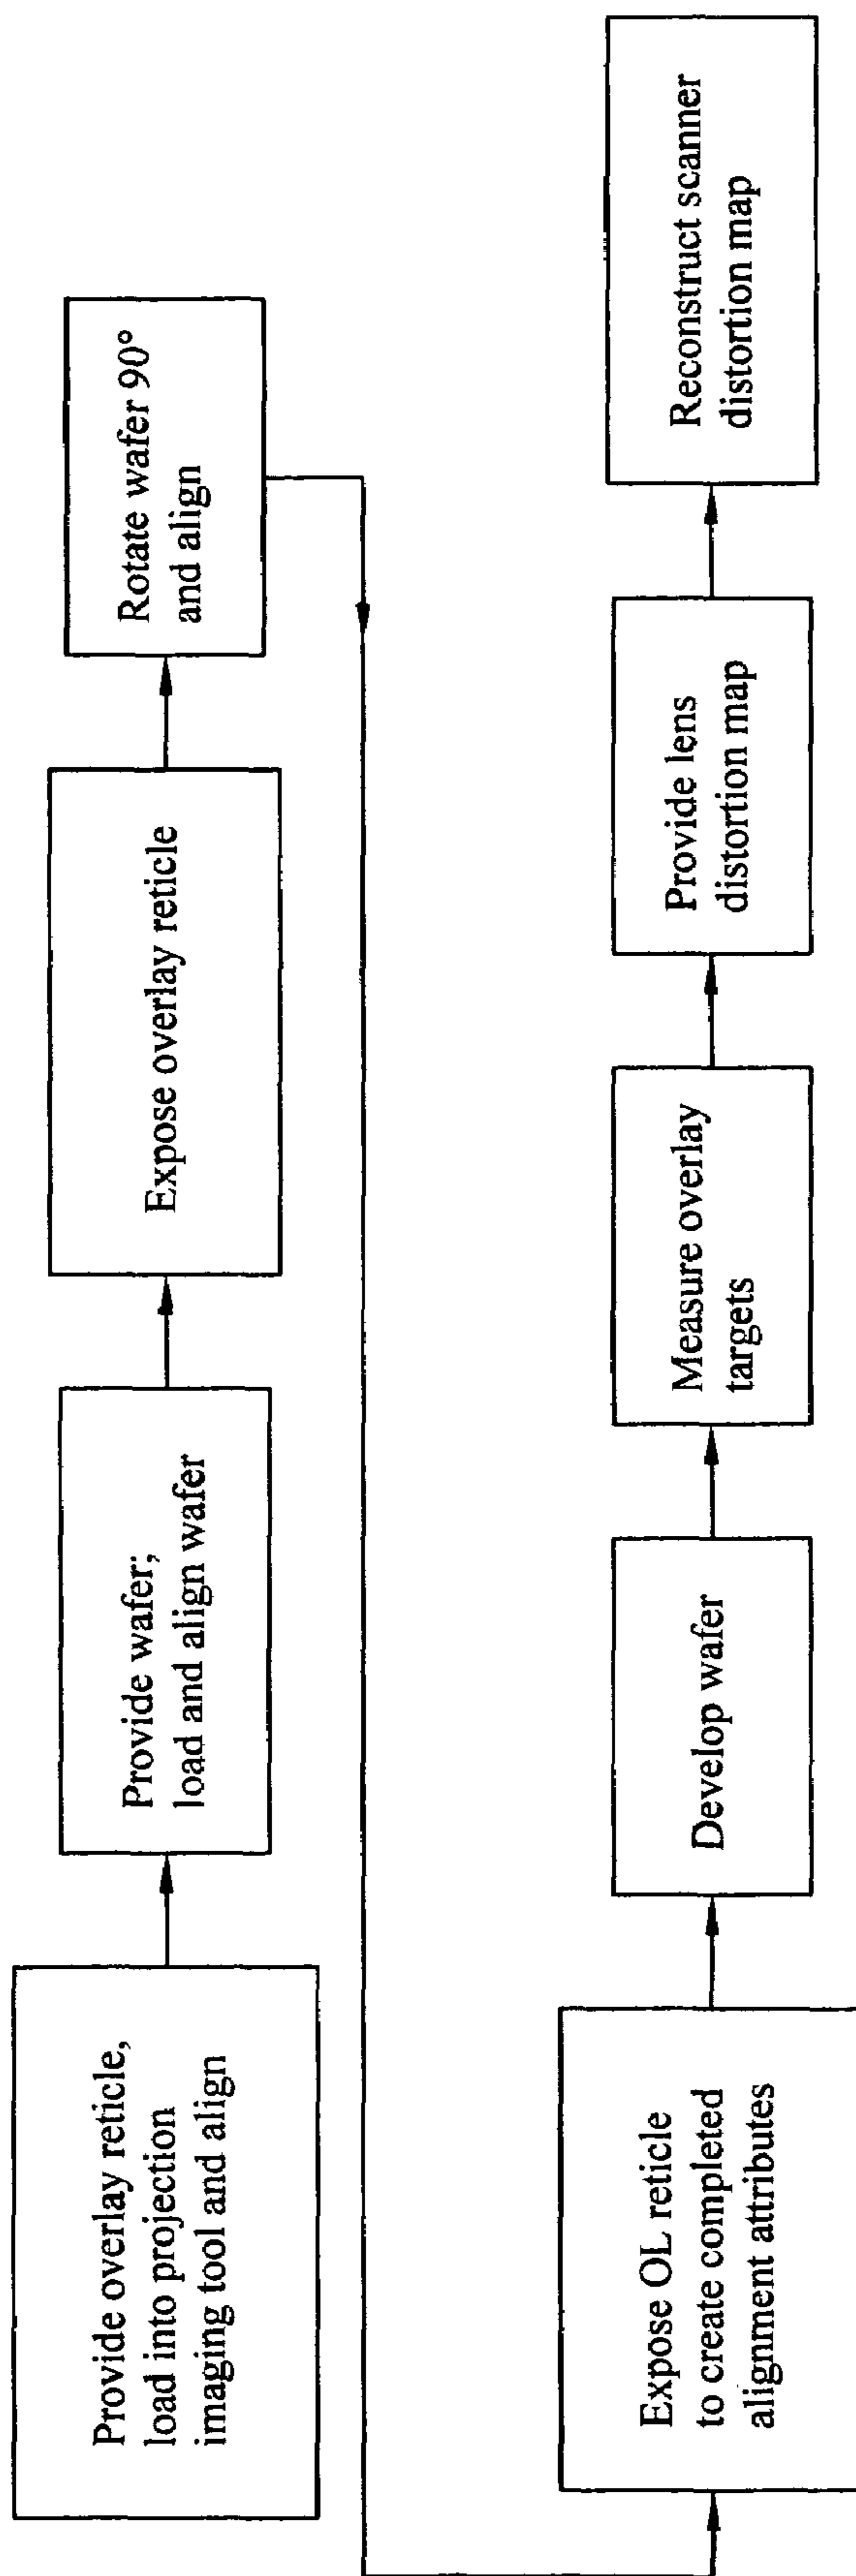 Provide overlay reticle,
load into projection
imaging tool and align
Provide wafer;
load and align wafer
Expose overlay reticle
Rotate wafer 90°
and align
Expose OL reticle
to create completed
alignment attributes
Develop wafer
Measure overlay
targets
Provide lens
distortion map
Reconstruct scanner
distortion map